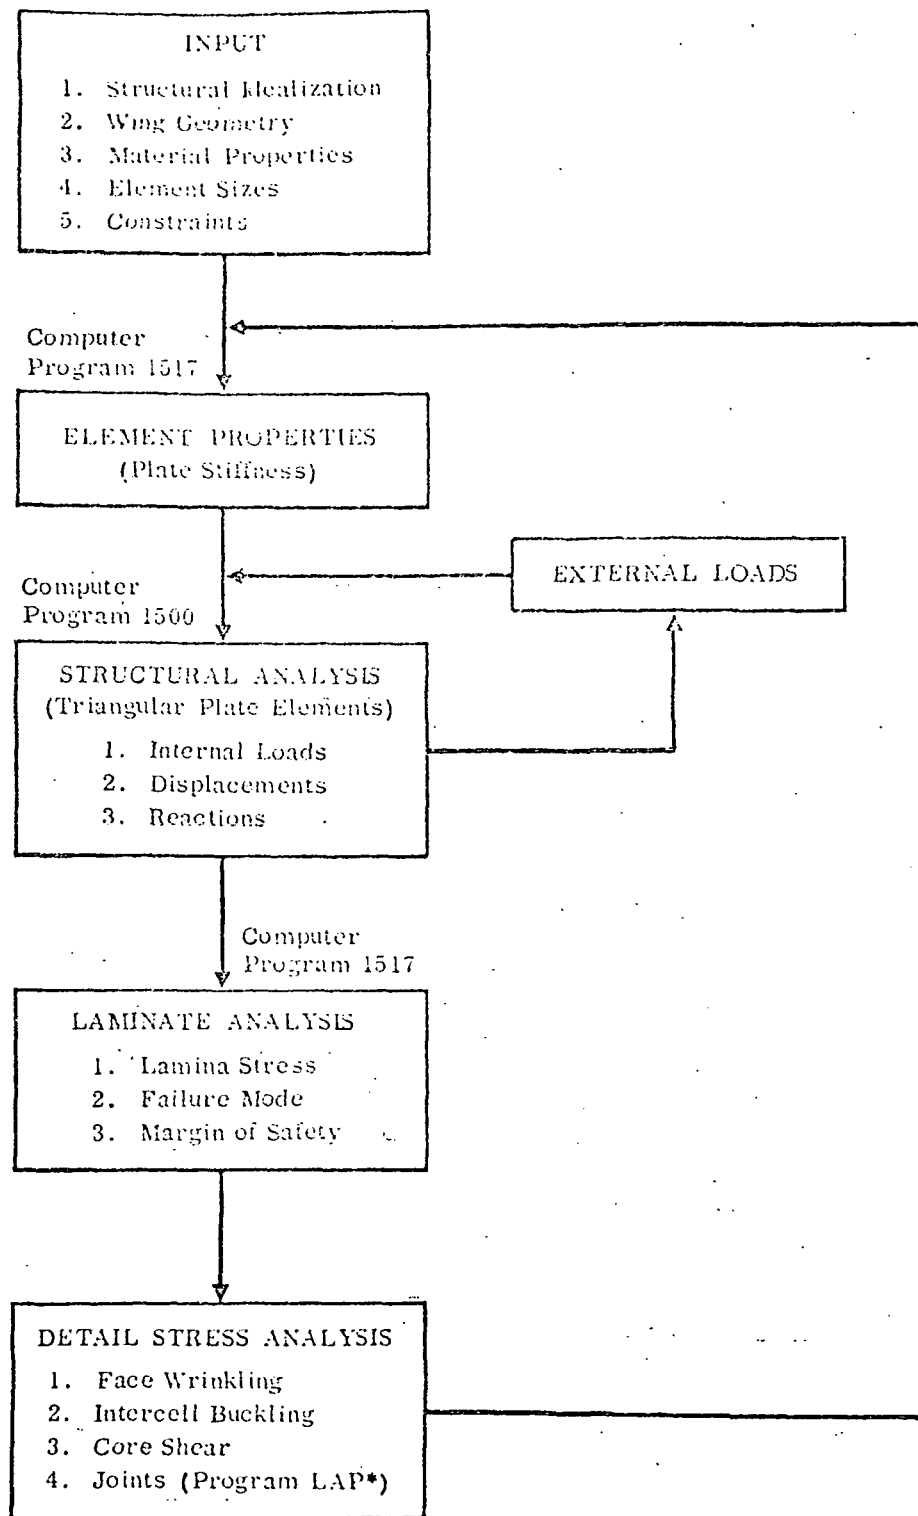 INPUT
1. Structural Idealization
2. Wing Geometry
3. Material Properties
4. Element Sizes
5. Constraints
Computer
Program 1517
ELEMENT PROPERTIES
(Plate Stiffness)
EXTERNAL LOADS
Computer
Program 1500
STRUCTURAL ANALYSIS
(Triangular Plate Elements)
1. Internal Loads
2. Displacements
3. Reactions
Computer
Program 1517
LAMINATE ANALYSIS
1. Lamina Stress
2. Failure Mode
3. Margin of Safety
DETAIL STRESS ANALYSIS
1. Face Wrinkling
2. Intercell Buckling
3. Core Shear
4. Joints (Program LAP*)